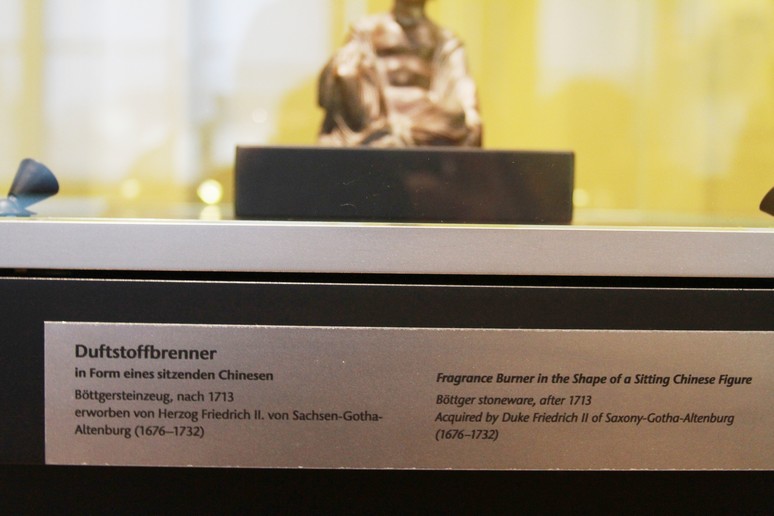 Duftstoffbrenner
in Form eines sitzenden Chinesen
Böttgersteinzeug, nach 1713
erworben von Herzog Friedrich II. von Sachsen-Gotha-
Altenburg (1676–1732)
Fragrance Burner in the Shape of a Sitting Chinese Figure
Böttger stoneware, after 1713
Acquired by Duke Friedrich II of Saxony-Gotha-Altenburg
(1676–1732)